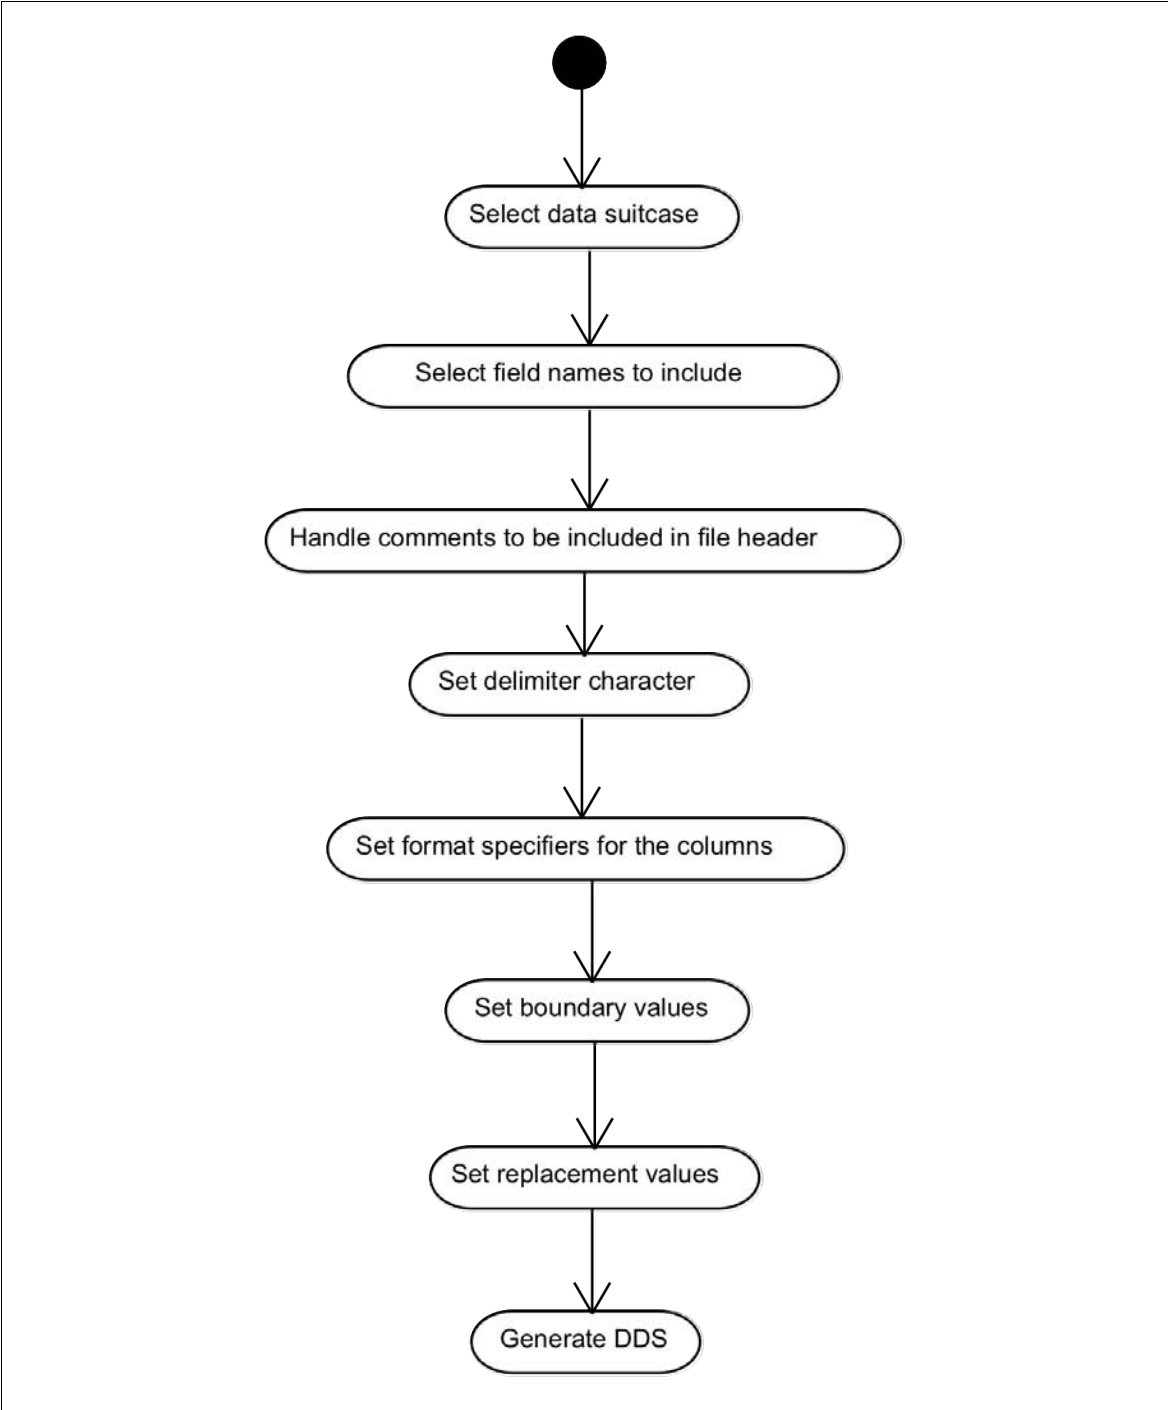 Select data suitcase
Select field names to include
Handle comments to be included in file header
Set delimiter character
Set format specifiers for the columns
Set boundary values
Set replacement values
Generate DDS